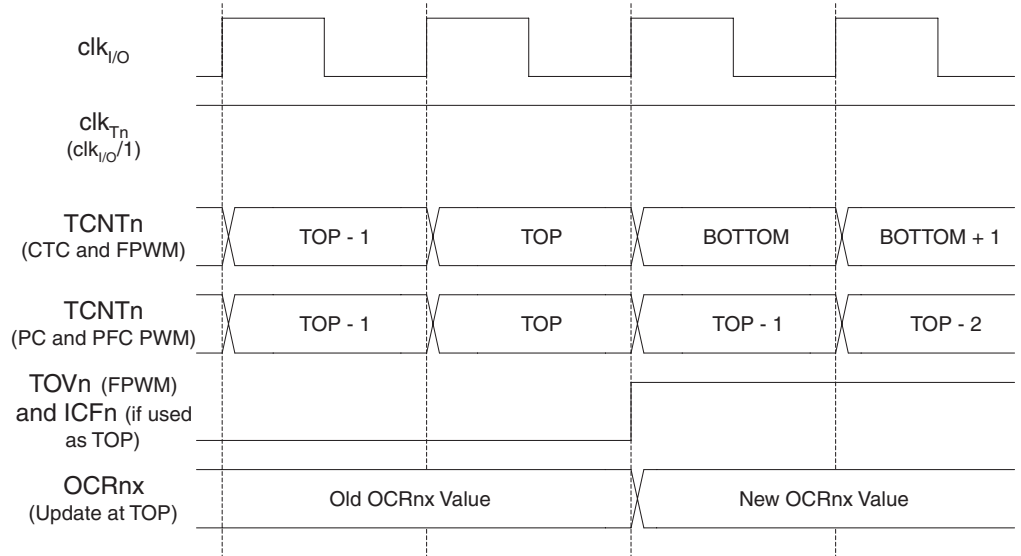 clkI/O
clkTn
(clkI/O/1)
TCNTn
(CTC and FPWM)
TOP - 1 TOP BOTTOM BOTTOM + 1
TCNTn
(PC and PFC PWM)
TOP - 1 TOP TOP - 1 TOP - 2
TOVn (FPWM)
and ICFn (if used
as TOP)
OCRnx
(Update at TOP)
Old OCRnx Value New OCRnx Value